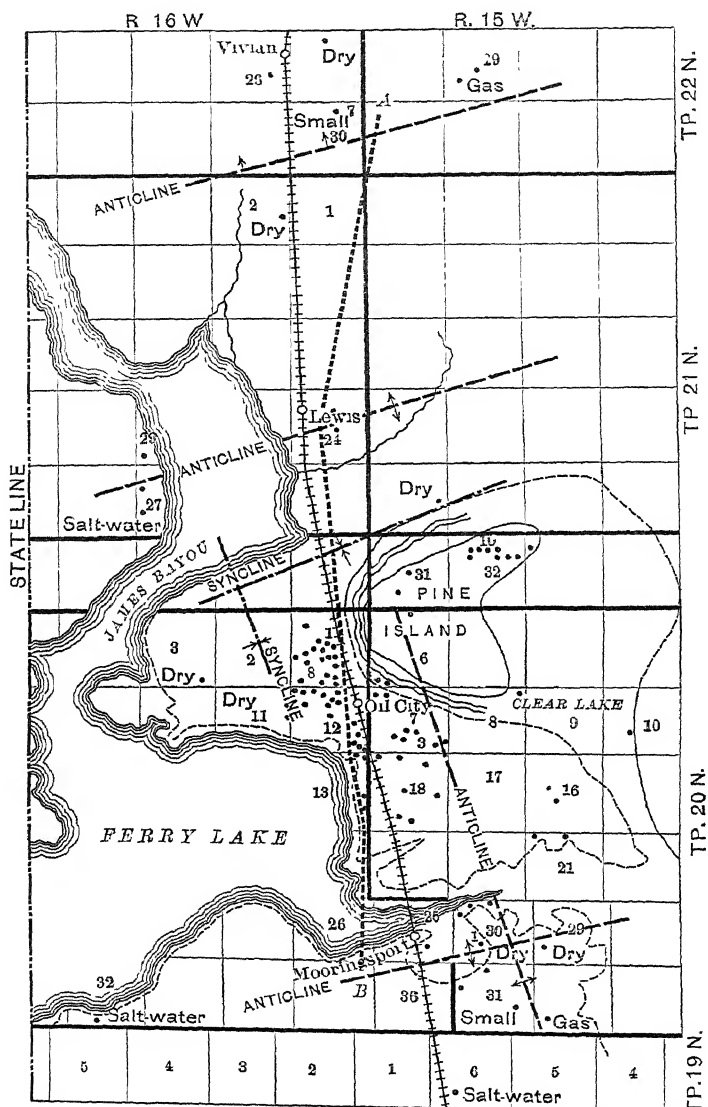 R 16 W
R. 15 W.
Vivian
Dry
29
28
Gas
A
Small 7
30
TP. 22 N.
ANTICLINE
2
1
Dry
TP. 21 N.
Lewis
24
ANTICLINE
29
27
Dry
Salt-water
STATE LINE
SYNCLINE
JAMES BAYOU
10
31
32
PINE
ISLAND
3
1
2
SYNCLINE
8
6
Dry
Dry
11
12
Oil City
CLEAR LAKE
7
8
9
10
3
13
18
17
16
ANTICLINE
FERRY LAKE
21
TP. 20 N.
26
25
30
29
1
Dry
Dry
Mooringsport
32
ANTICLINE
B
36
31
Salt-water
Small
Gas
5
4
3
2
1
6
5
4
Salt-water
TP. 19 N.